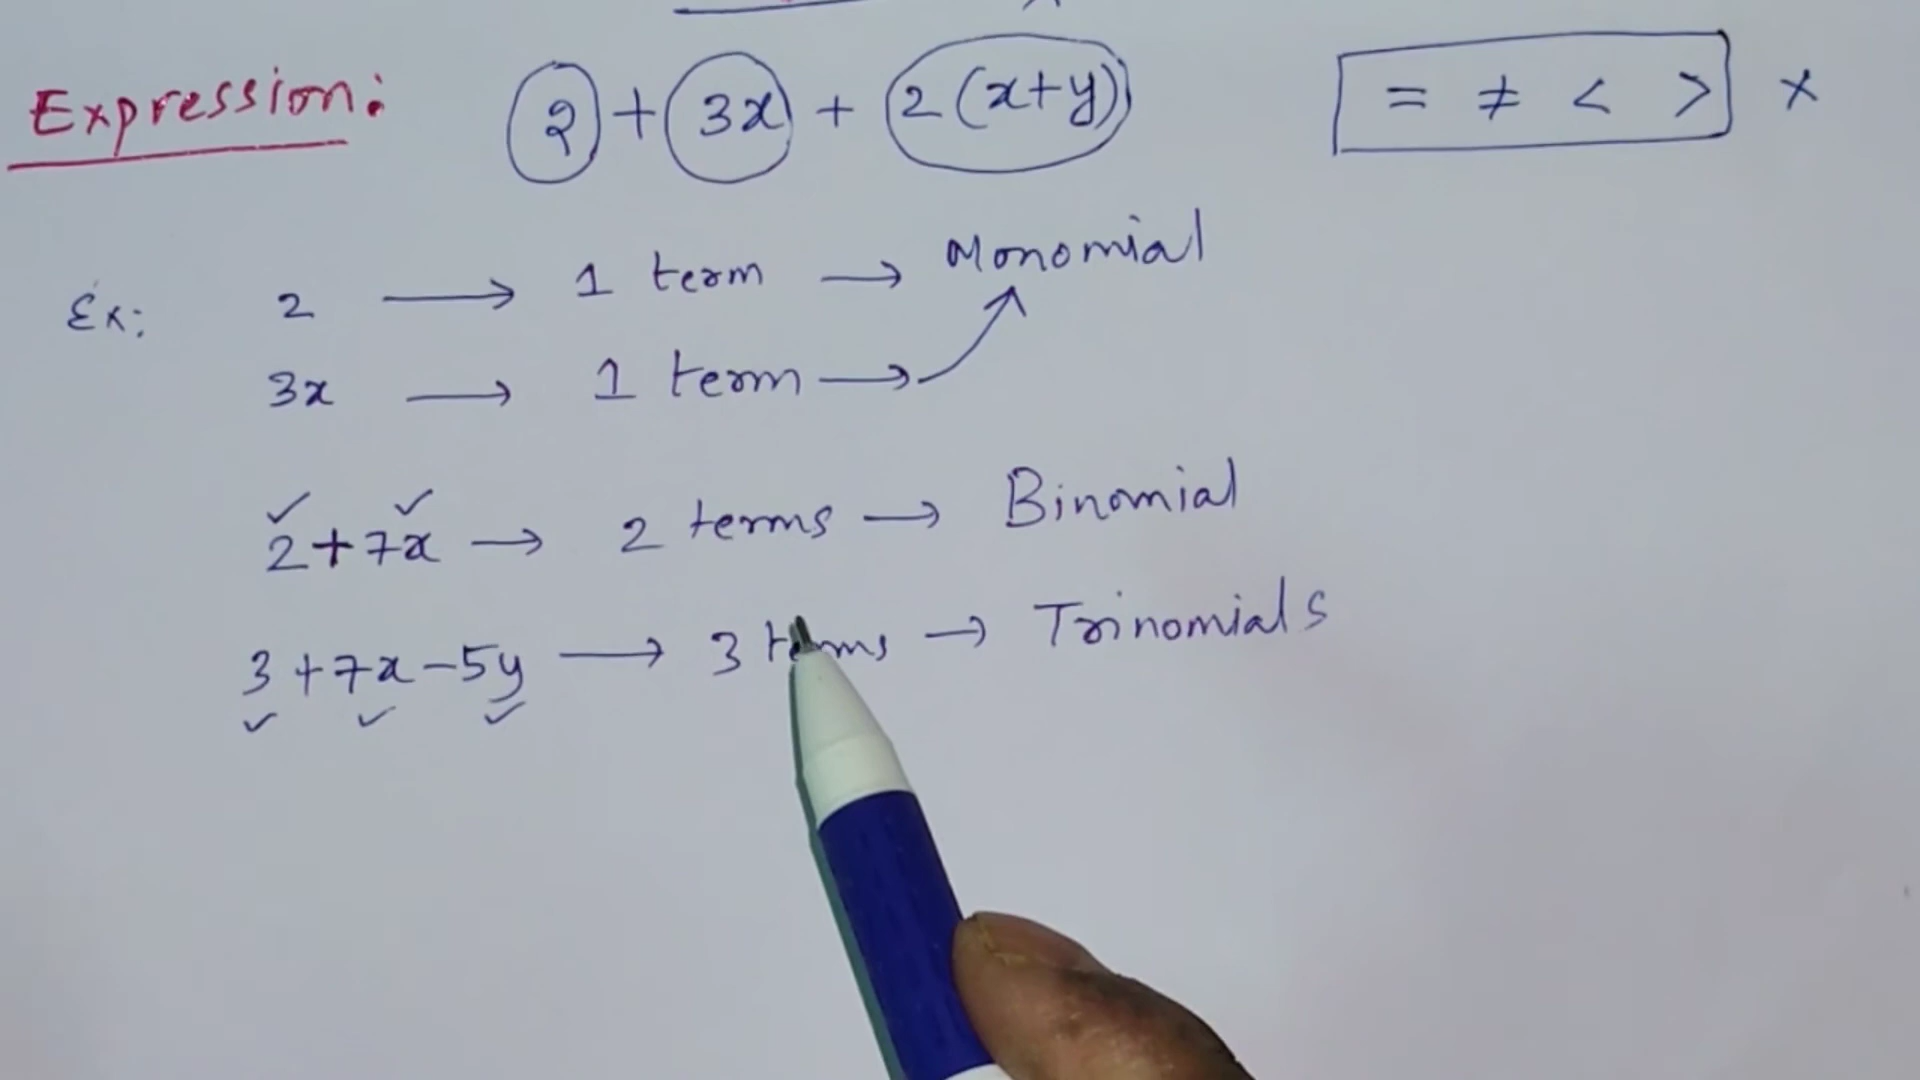 Expression: 2 + 3x + 2(x+y) = ≠ < > ×
Ex: 2 → 1 term → Monomial
3x → 1 term →
2+7x → 2 terms → Binomial
3+7x-5y → 3 terms → Trinomials